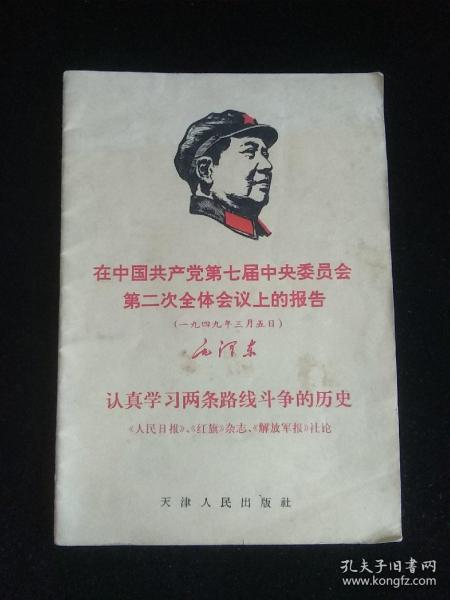 在中国共产党第七届中央委员会
第二次全体会议上的报告
（一九四九年三月五日）
毛泽东
认真学习两条路线斗争的历史
《人民日报》、《红旗》杂志、《解放军报》社论
天津人民出版社
孔夫子旧书网
www.kongfz.com